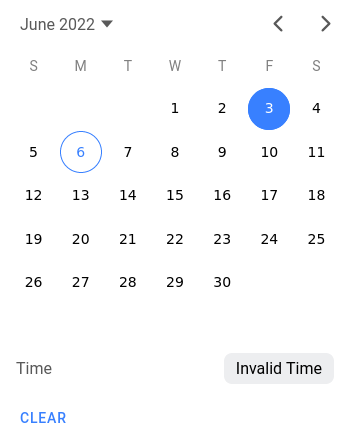 June 2022
S M T W T F S
1 2 3 4
5 6 7 8 9 10 11
12 13 14 15 16 17 18
19 20 21 22 23 24 25
26 27 28 29 30
Time Invalid Time
CLEAR